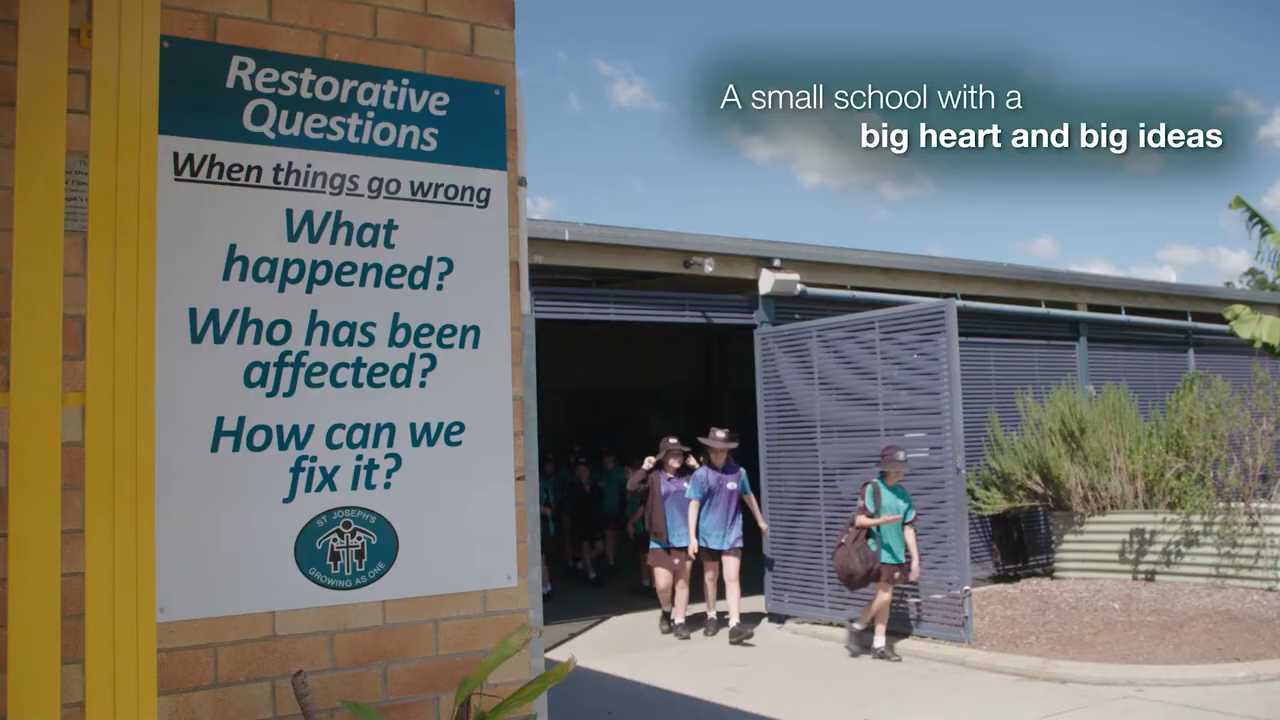 Restorative
Questions
When things go wrong
What
happened?
Who has been
affected?
How can we
fix it?
ST JOSEPH'S
GROWING AS ONE
A small school with a
big heart and big ideas